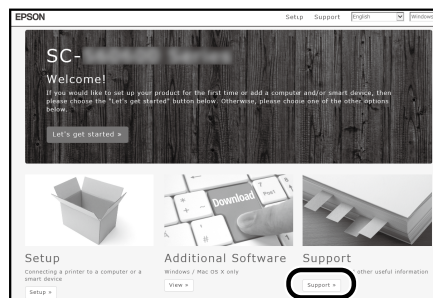 EPSON
Setup Support English Windows
SC-
Welcome!
If you would like to set up your product for the first time or add a computer and/or smart device, then
please choose the "Let's get started" button below. Otherwise, please choose one of the other options
below.
Let's get started »
Download
Setup
Connecting a printer to a computer or a
smart device
Setup »
Additional Software
Windows / Mac OS X only
View »
Support
other useful information
Support »